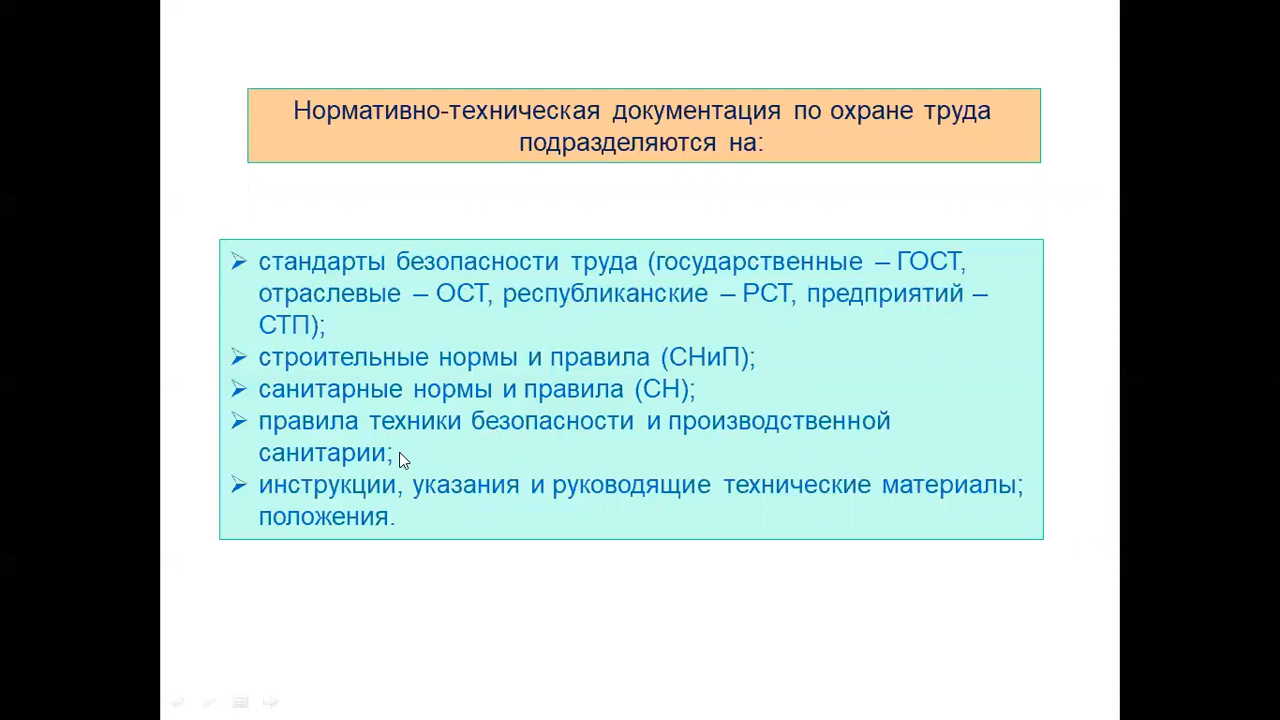 Нормативно-техническая документация по охране труда
подразделяются на:
стандарты безопасности труда (государственные – ГОСТ,
отраслевые – ОСТ, республиканские – РСТ, предприятий –
СТП);
строительные нормы и правила (СНиП);
санитарные нормы и правила (СН);
правила техники безопасности и производственной
санитарии;
инструкции, указания и руководящие технические материалы;
положения.